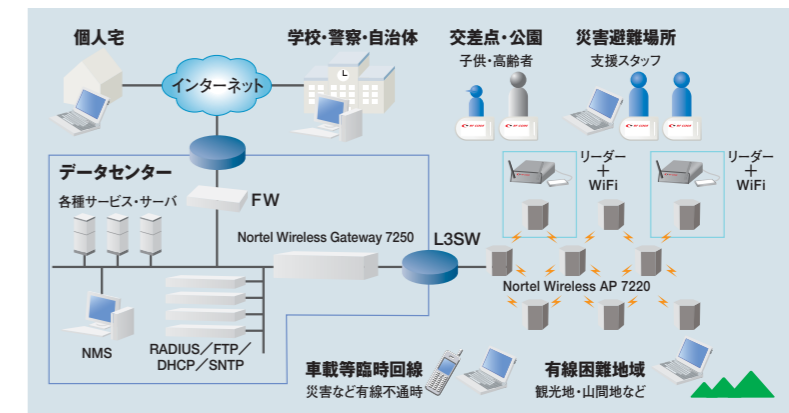 個人宅
学校・警察・自治体
交差点・公園
子供・高齢者
災害避難場所
支援スタッフ
インターネット
データセンター
各種サービス・サーバ
FW
リーダー
+
WiFi
リーダー
+
WiFi
Nortel Wireless Gateway 7250
L3SW
Nortel Wireless AP 7220
NMS
RADIUS／FTP／
DHCP／SNTP
車載等臨時回線
災害など有線不通時
有線困難地域
観光地・山間地など